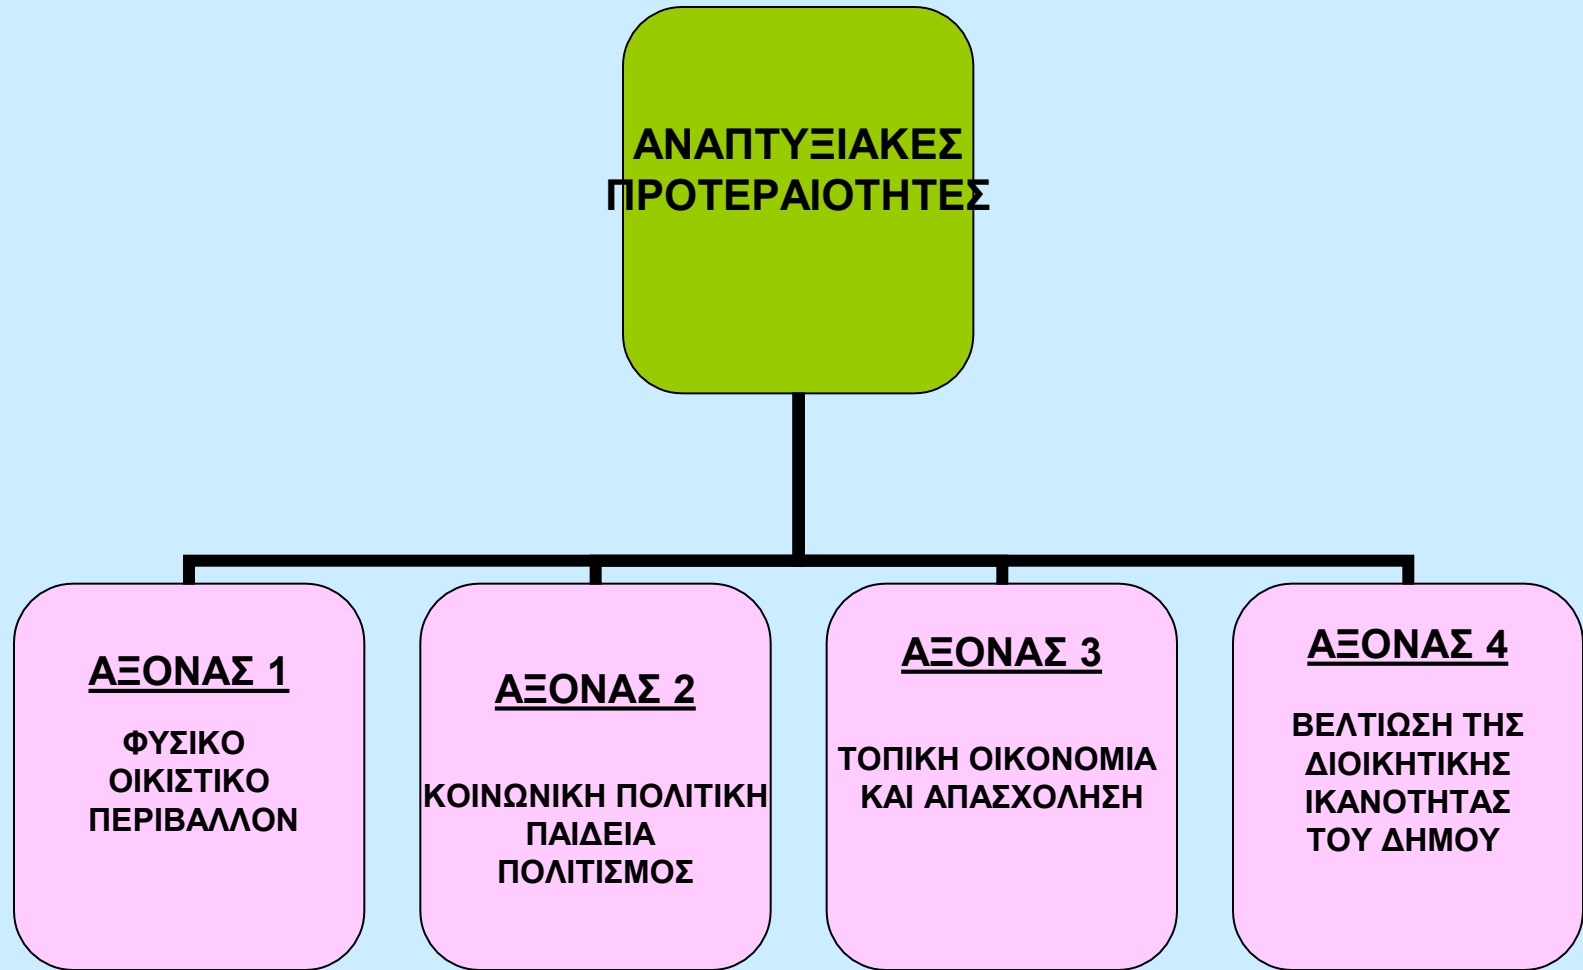 ΑΝΑΠΤΥΞΙΑΚΕΣ
ΠΡΟΤΕΡΑΙΟΤΗΤΕΣ
ΑΞΟΝΑΣ 1
ΦΥΣΙΚΟ
ΟΙΚΙΣΤΙΚΟ
ΠΕΡΙΒΑΛΛΟΝ
ΑΞΟΝΑΣ 2
ΚΟΙΝΩΝΙΚΗ ΠΟΛΙΤΙΚΗ
ΠΑΙΔΕΙΑ
ΠΟΛΙΤΙΣΜΟΣ
ΑΞΟΝΑΣ 3
ΤΟΠΙΚΗ ΟΙΚΟΝΟΜΙΑ
ΚΑΙ ΑΠΑΣΧΟΛΗΣΗ
ΑΞΟΝΑΣ 4
ΒΕΛΤΙΩΣΗ ΤΗΣ
ΔΙΟΙΚΗΤΙΚΗΣ
ΙΚΑΝΟΤΗΤΑΣ
ΤΟΥ ΔΗΜΟΥ